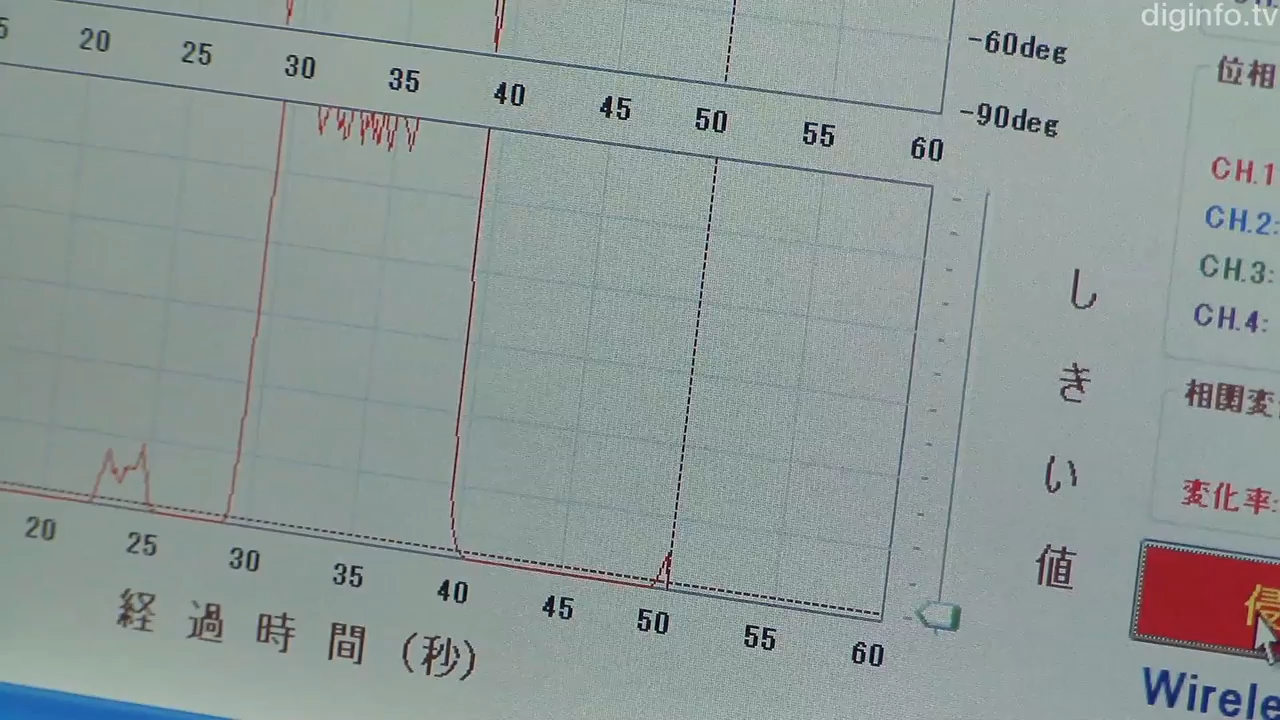 diginfo.tv
20 25 30 35 40 45 50 55 60
-60deg
-90deg
位相
CH.1
CH.2:
CH.3:
CH.4:
しきい値
相関変
変化率:
20 25 30 35 40 45 50 55 60
経過時間(秒)
侵
Wirele